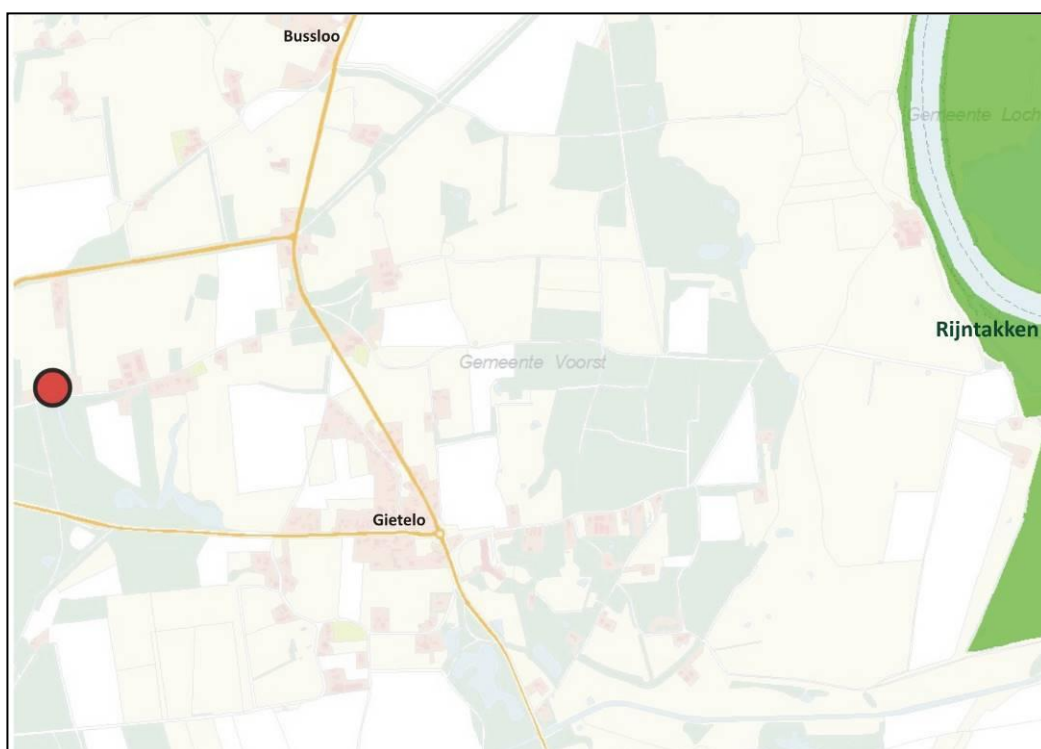 Bussloo
Gemeente Loch
Rijntakken
Gemeente Voorst
Gietelo